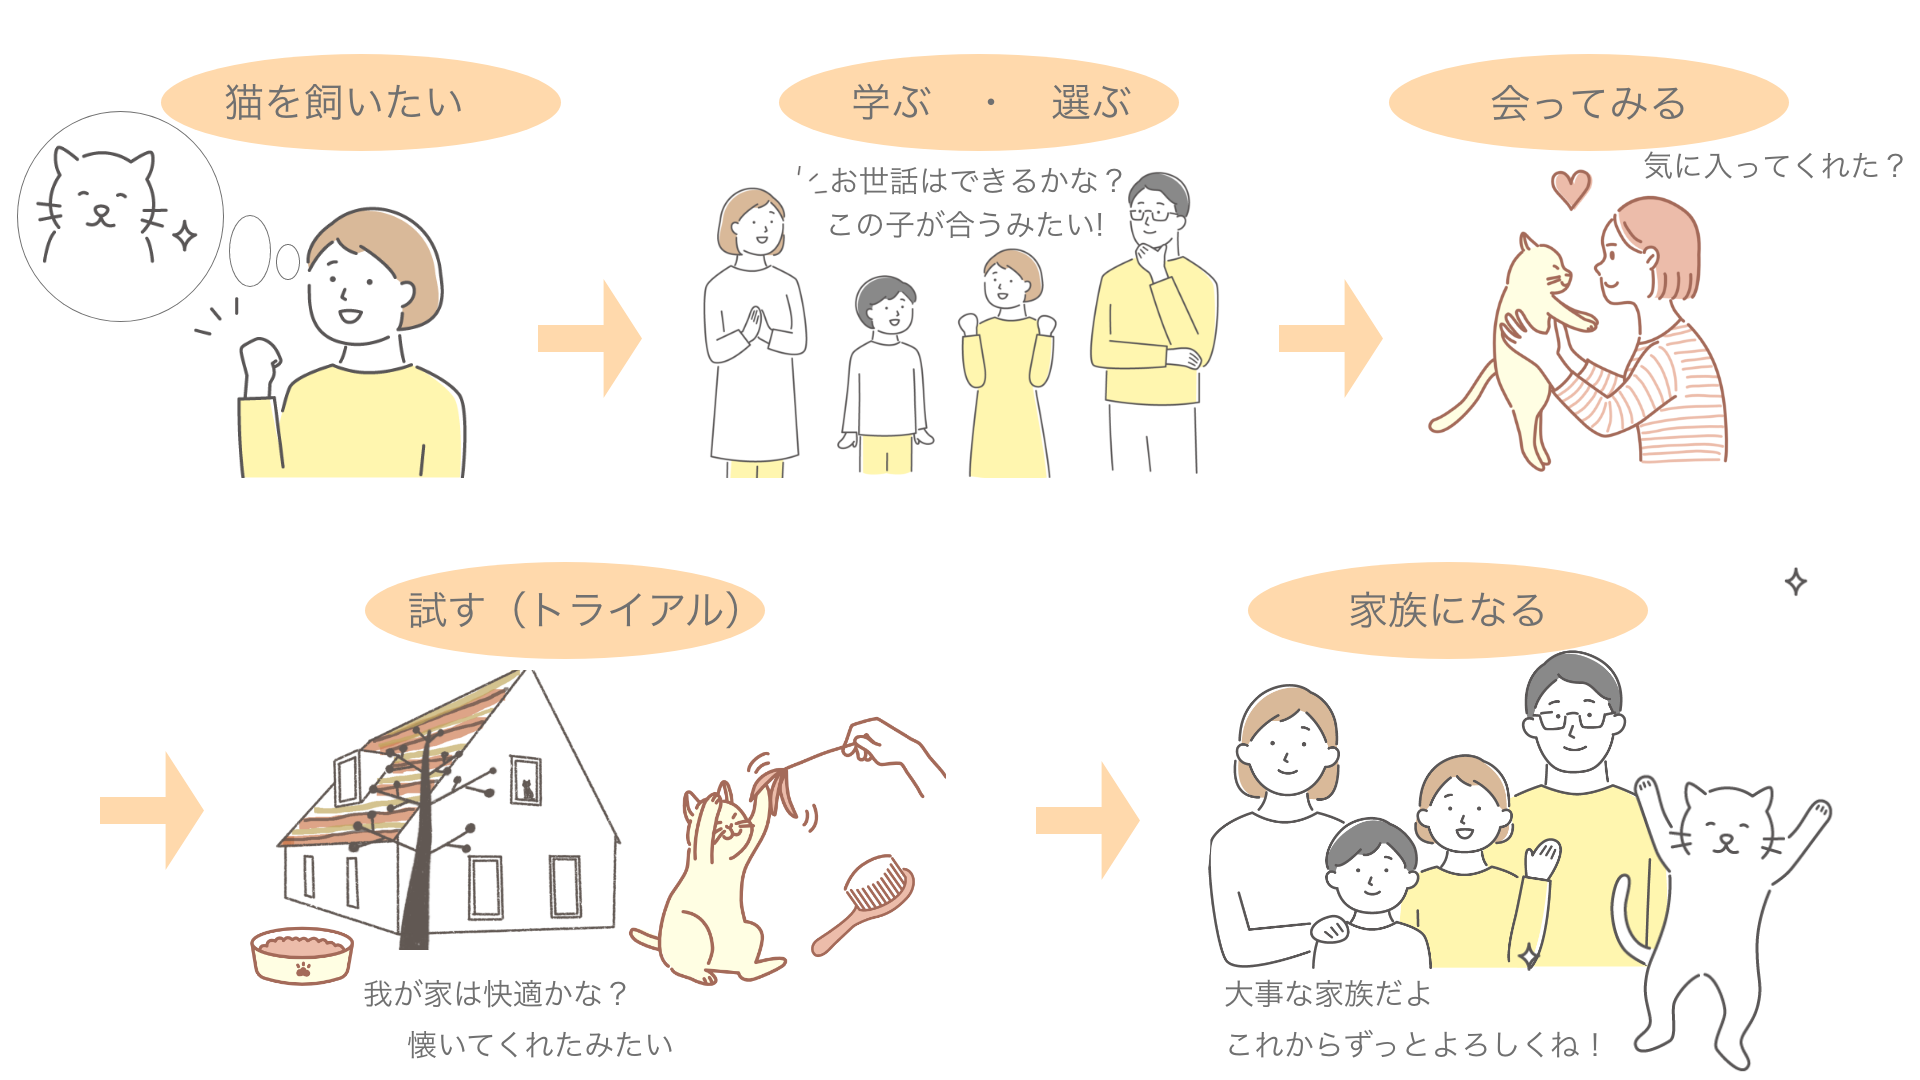 猫を飼いたい
学ぶ　・　選ぶ
お世話はできるかな？
この子が合うみたい!
会ってみる
気に入ってくれた？
試す（トライアル）
我が家は快適かな？
懐いてくれたみたい
家族になる
大事な家族だよ
これからずっとよろしくね！